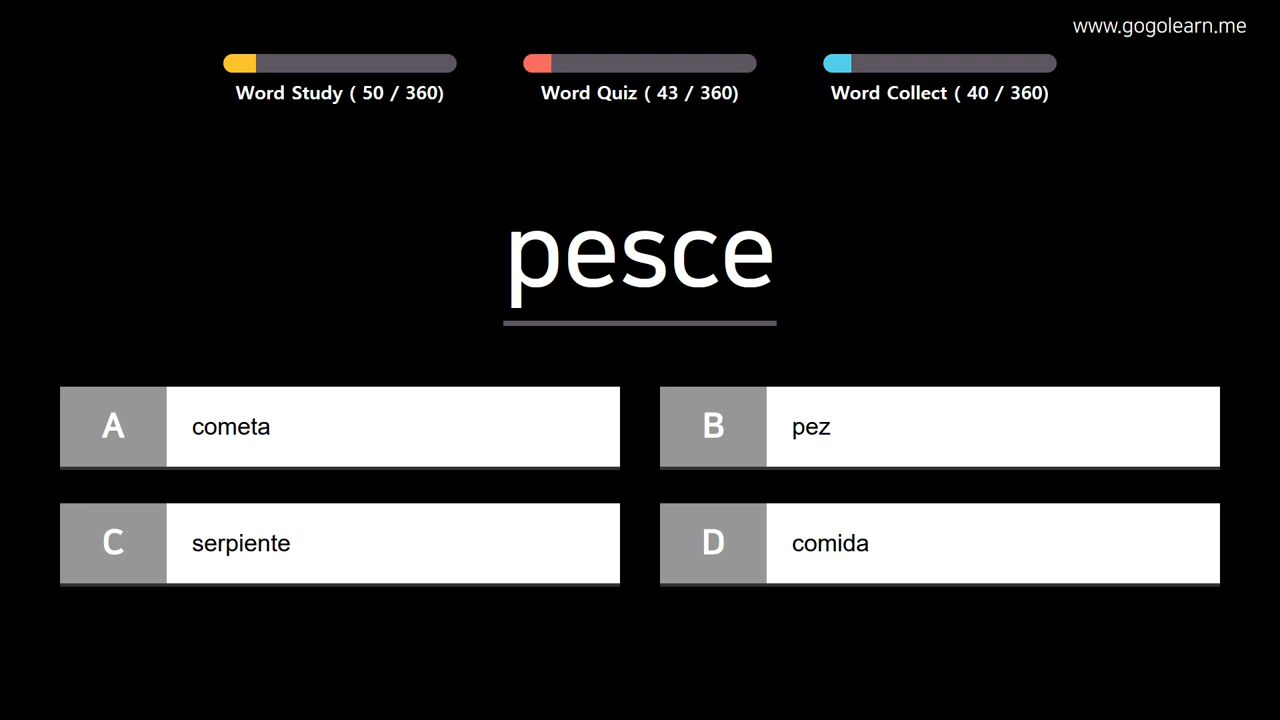 www.gogolearn.me
Word Study ( 50 / 360)
Word Quiz ( 43 / 360)
Word Collect ( 40 / 360)
pesce
A cometa
B pez
C serpiente
D comida